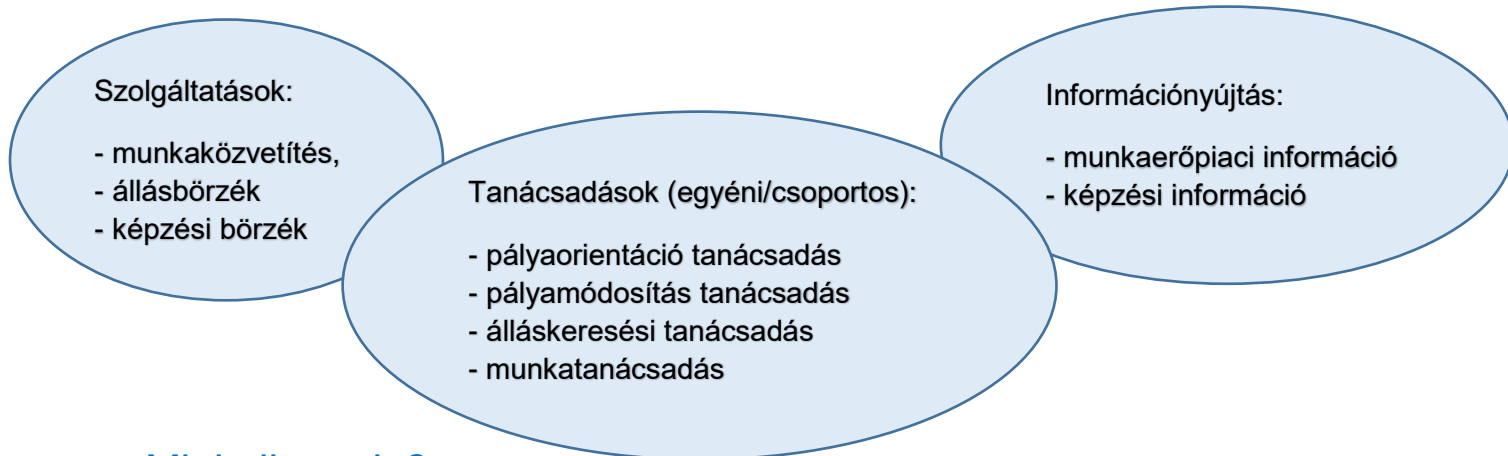 Szolgáltatások:
- munkaközvetítés,
- állásbörzék
- képzési börzék
Tanácsadások (egyéni/csoportos):
- pályaorientáció tanácsadás
- pályamódosítás tanácsadás
- álláskeresési tanácsadás
- munkatanácsadás
Információnyújtás:
- munkaerőpiaci információ
- képzési információ